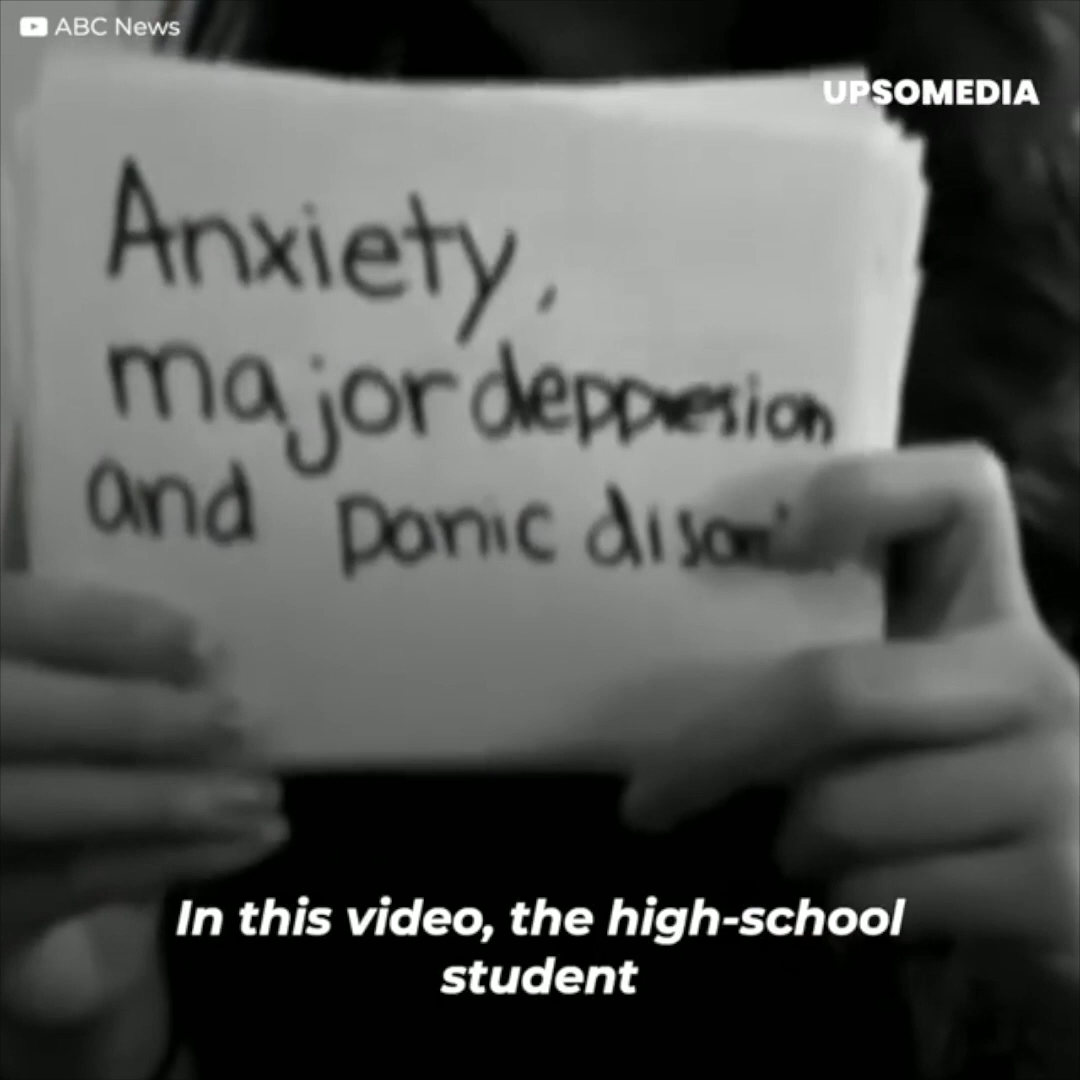 ABC News
UPSOMEDIA
Anxiety,
major deppresion
and panic
In this video, the high-school
student